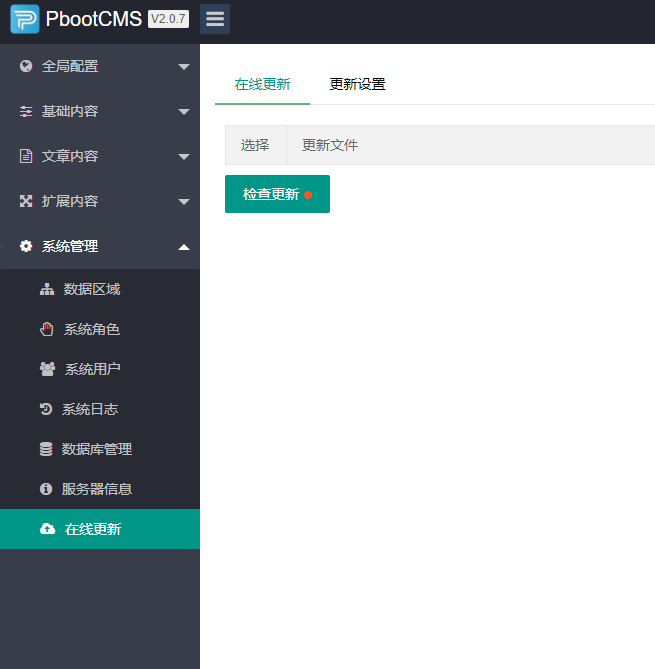 PbootCMS V2.0.7
全局配置
基础内容
文章内容
扩展内容
系统管理
数据区域
系统角色
系统用户
系统日志
数据库管理
服务器信息
在线更新
在线更新 更新设置
选择 更新文件
检查更新